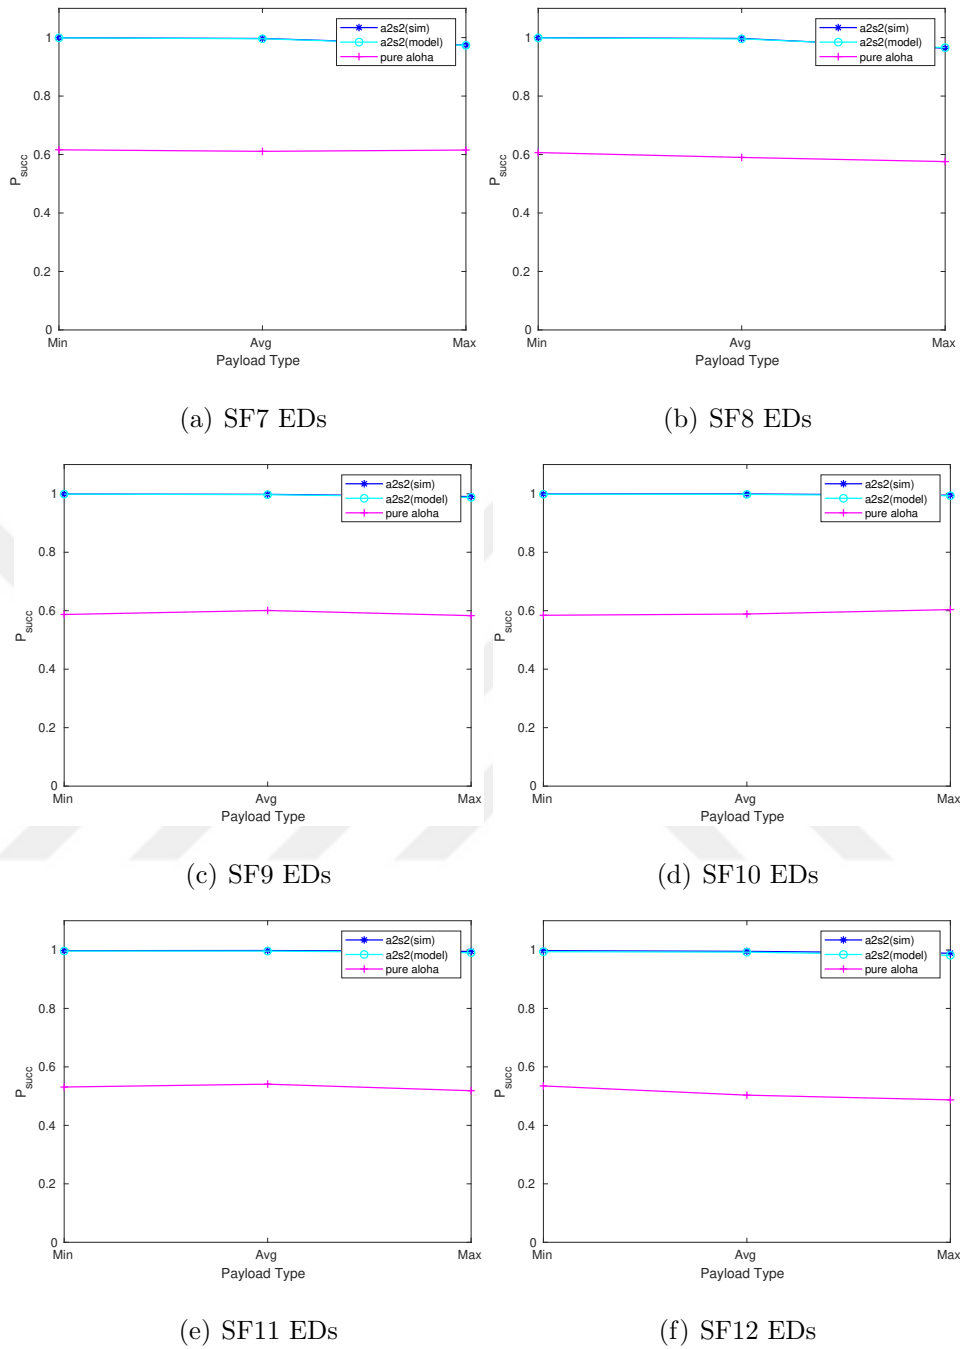 1
0.8
0.6
0.4
0.2
0
P_succ
a2s2(sim)
a2s2(model)
pure aloha
Min Avg Max
Payload Type
(a) SF7 EDs
1
0.8
0.6
0.4
0.2
0
P_succ
a2s2(sim)
a2s2(model)
pure aloha
Min Avg Max
Payload Type
(b) SF8 EDs
1
0.8
0.6
0.4
0.2
0
P_succ
a2s2(sim)
a2s2(model)
pure aloha
Min Avg Max
Payload Type
(c) SF9 EDs
1
0.8
0.6
0.4
0.2
0
P_succ
a2s2(sim)
a2s2(model)
pure aloha
Min Avg Max
Payload Type
(d) SF10 EDs
1
0.8
0.6
0.4
0.2
0
P_succ
a2s2(sim)
a2s2(model)
pure aloha
Min Avg Max
Payload Type
(e) SF11 EDs
1
0.8
0.6
0.4
0.2
0
P_succ
a2s2(sim)
a2s2(model)
pure aloha
Min Avg Max
Payload Type
(f) SF12 EDs